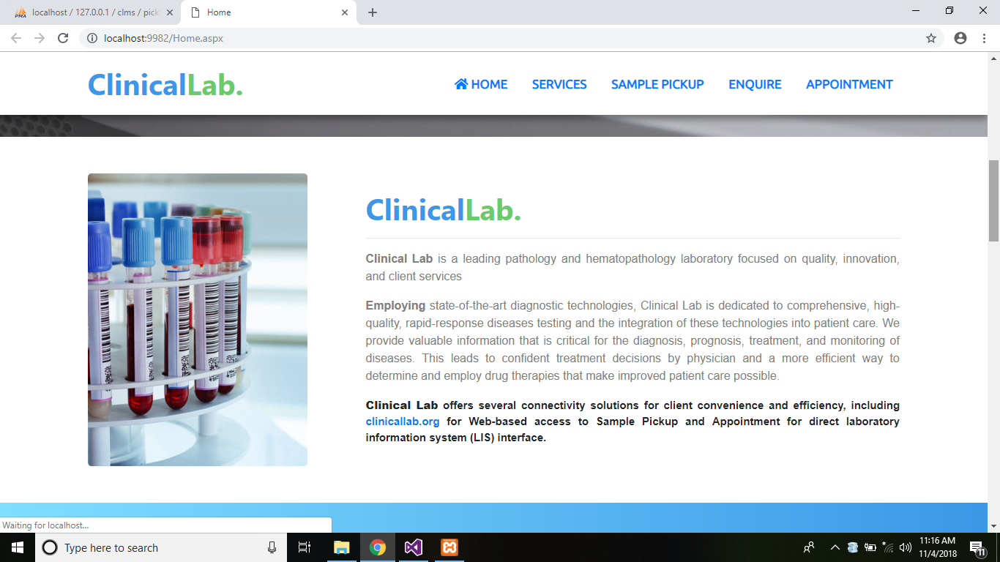 localhost / 127.0.0.1 / clms / pick
Home
localhost:9982/Home.aspx
ClinicalLab.
HOME
SERVICES
SAMPLE PICKUP
ENQUIRE
APPOINTMENT
ClinicalLab.
Clinical Lab is a leading pathology and hematopathology laboratory focused on quality, innovation,
and client services
Employing state-of-the-art diagnostic technologies, Clinical Lab is dedicated to comprehensive, high-
quality, rapid-response diseases testing and the integration of these technologies into patient care. We
provide valuable information that is critical for the diagnosis, prognosis, treatment, and monitoring of
diseases. This leads to confident treatment decisions by physician and a more efficient way to
determine and employ drug therapies that make improved patient care possible.
Clinical Lab offers several connectivity solutions for client convenience and efficiency, including
clinicallab.org for Web-based access to Sample Pickup and Appointment for direct laboratory
information system (LIS) interface.
Waiting for localhost...
Type here to search
11:16 AM
11/4/2018
11